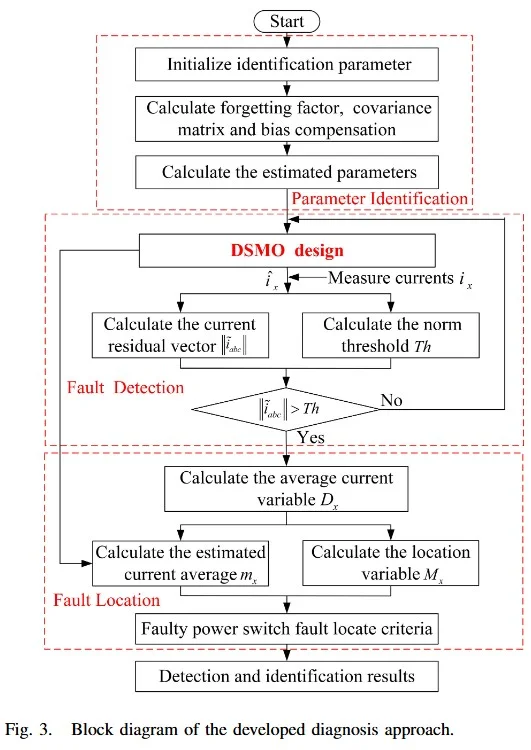 Start
Initialize identification parameter
Calculate forgetting factor, covariance
matrix and bias compensation
Calculate the estimated parameters
Parameter Identification
DSMO design
î_x
Measure currents i_x
Calculate the current
residual vector ‖ĩ_abc‖
Calculate the norm
threshold Th
Fault Detection
‖ĩ_abc‖ > Th
No
Yes
Calculate the average current
variable D_x
Calculate the estimated
current average m_x
Calculate the location
variable M_x
Fault Location
Faulty power switch fault locate criteria
Detection and identification results
Fig. 3. Block diagram of the developed diagnosis approach.